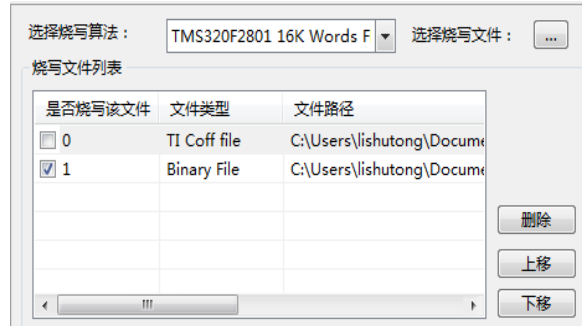 选择烧写算法： TMS320F2801 16K Words F 选择烧写文件： ...
烧写文件列表
是否烧写该文件 文件类型 文件路径
0 TI Coff file C:\Users\lishutong\Docume
1 Binary File C:\Users\lishutong\Docume
删除
上移
下移